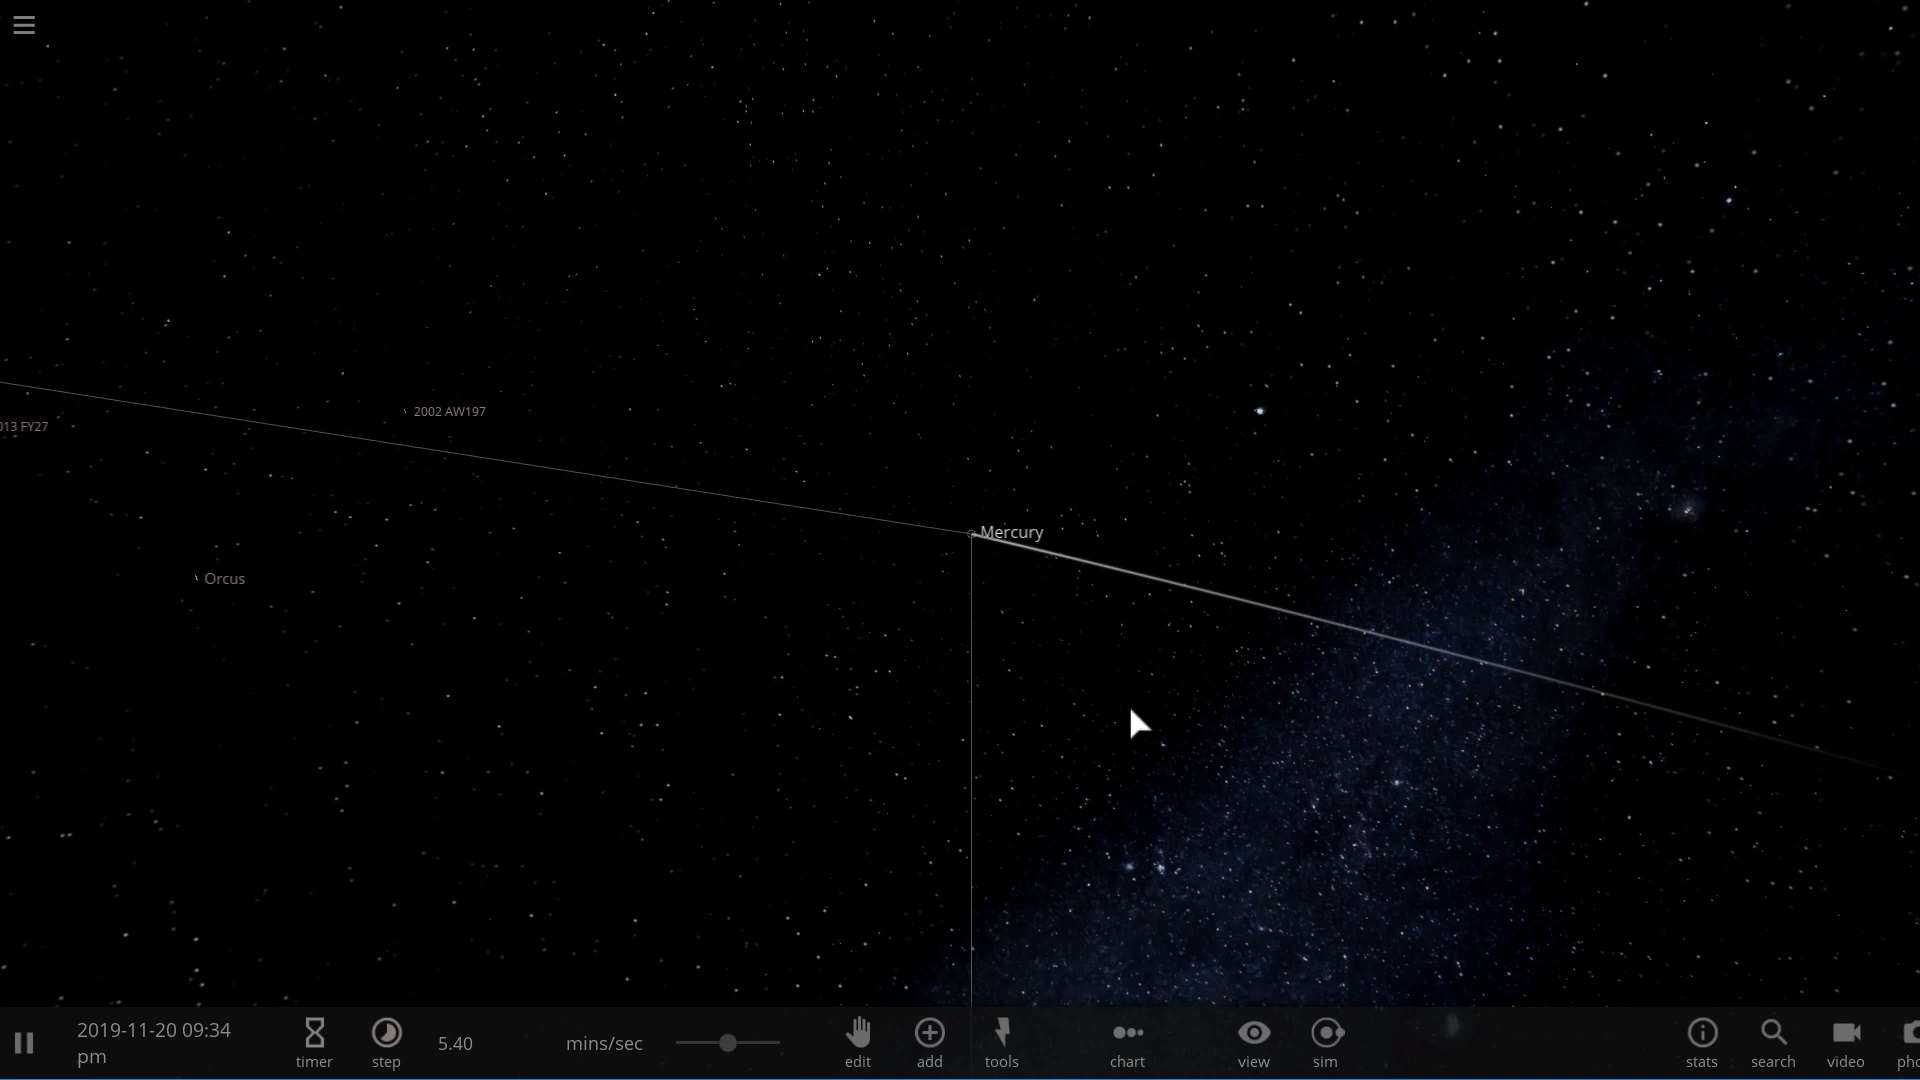 2002 AW197
013 FY27
Mercury
Orcus
2019-11-20 09:34
pm
timer
step
5.40
mins/sec
edit
add
tools
chart
view
sim
stats
search
video
pho